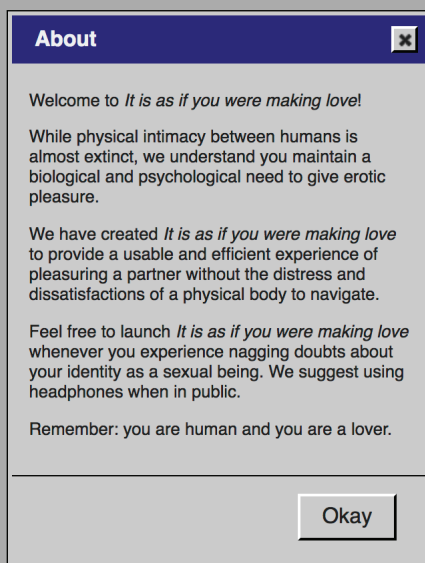 About
Welcome to It is as if you were making love!
While physical intimacy between humans is
almost extinct, we understand you maintain a
biological and psychological need to give erotic
pleasure.
We have created It is as if you were making love
to provide a usable and efficient experience of
pleasuring a partner without the distress and
dissatisfactions of a physical body to navigate.
Feel free to launch It is as if you were making love
whenever you experience nagging doubts about
your identity as a sexual being. We suggest using
headphones when in public.
Remember: you are human and you are a lover.
Okay